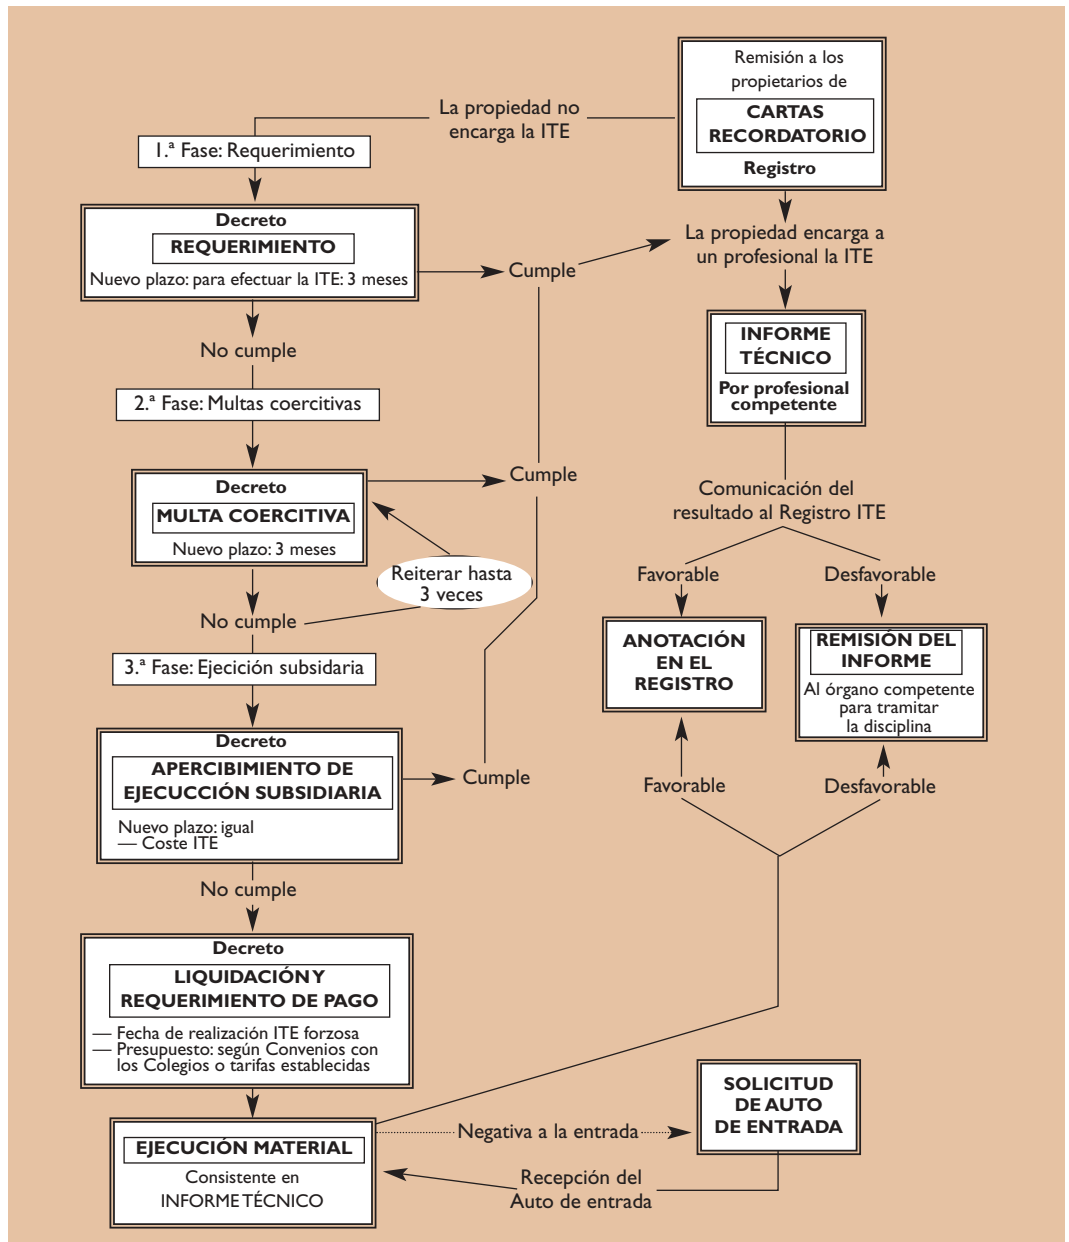 Remisión a los
propietarios de
CARTAS
RECORDATORIO
Registro
La propiedad no
encarga la ITE
1.ª Fase: Requerimiento
Decreto
REQUERIMIENTO
Nuevo plazo: para efectuar la ITE: 3 meses
Cumple
La propiedad encarga a
un profesional la ITE
No cumple
INFORME
TÉCNICO
Por profesional
competente
2.ª Fase: Multas coercitivas
Decreto
MULTA COERCITIVA
Nuevo plazo: 3 meses
Cumple
Comunicación del
resultado al Registro ITE
Reiterar hasta
3 veces
Favorable
Desfavorable
No cumple
ANOTACIÓN
EN EL
REGISTRO
REMISIÓN DEL
INFORME
Al órgano competente
para tramitar
la disciplina
3.ª Fase: Ejecición subsidaria
Decreto
APERCIBIMIENTO DE
EJECUCCIÓN SUBSIDIARIA
Nuevo plazo: igual
— Coste ITE
Cumple
Favorable
Desfavorable
No cumple
Decreto
LIQUIDACIÓN Y
REQUERIMIENTO DE PAGO
— Fecha de realización ITE forzosa
— Presupuesto: según Convenios con
los Colegios o tarifas establecidas
EJECUCIÓN MATERIAL
Consistente en
INFORME TÉCNICO
Negativa a la entrada
SOLICITUD
DE AUTO
DE ENTRADA
Recepción del
Auto de entrada